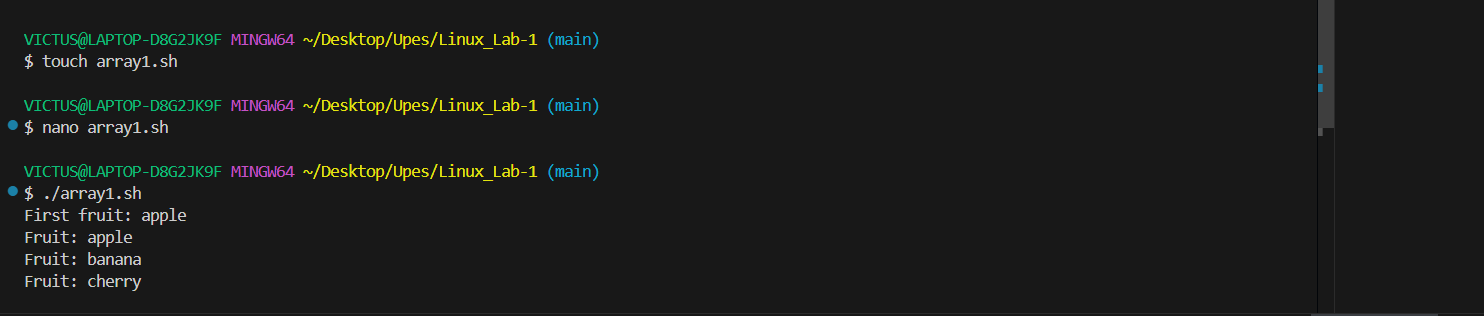 VICTUS@LAPTOP-D8G2JK9F MINGW64 ~/Desktop/Upes/Linux_Lab-1 (main)
$ touch array1.sh
VICTUS@LAPTOP-D8G2JK9F MINGW64 ~/Desktop/Upes/Linux_Lab-1 (main)
$ nano array1.sh
VICTUS@LAPTOP-D8G2JK9F MINGW64 ~/Desktop/Upes/Linux_Lab-1 (main)
$ ./array1.sh
First fruit: apple
Fruit: apple
Fruit: banana
Fruit: cherry